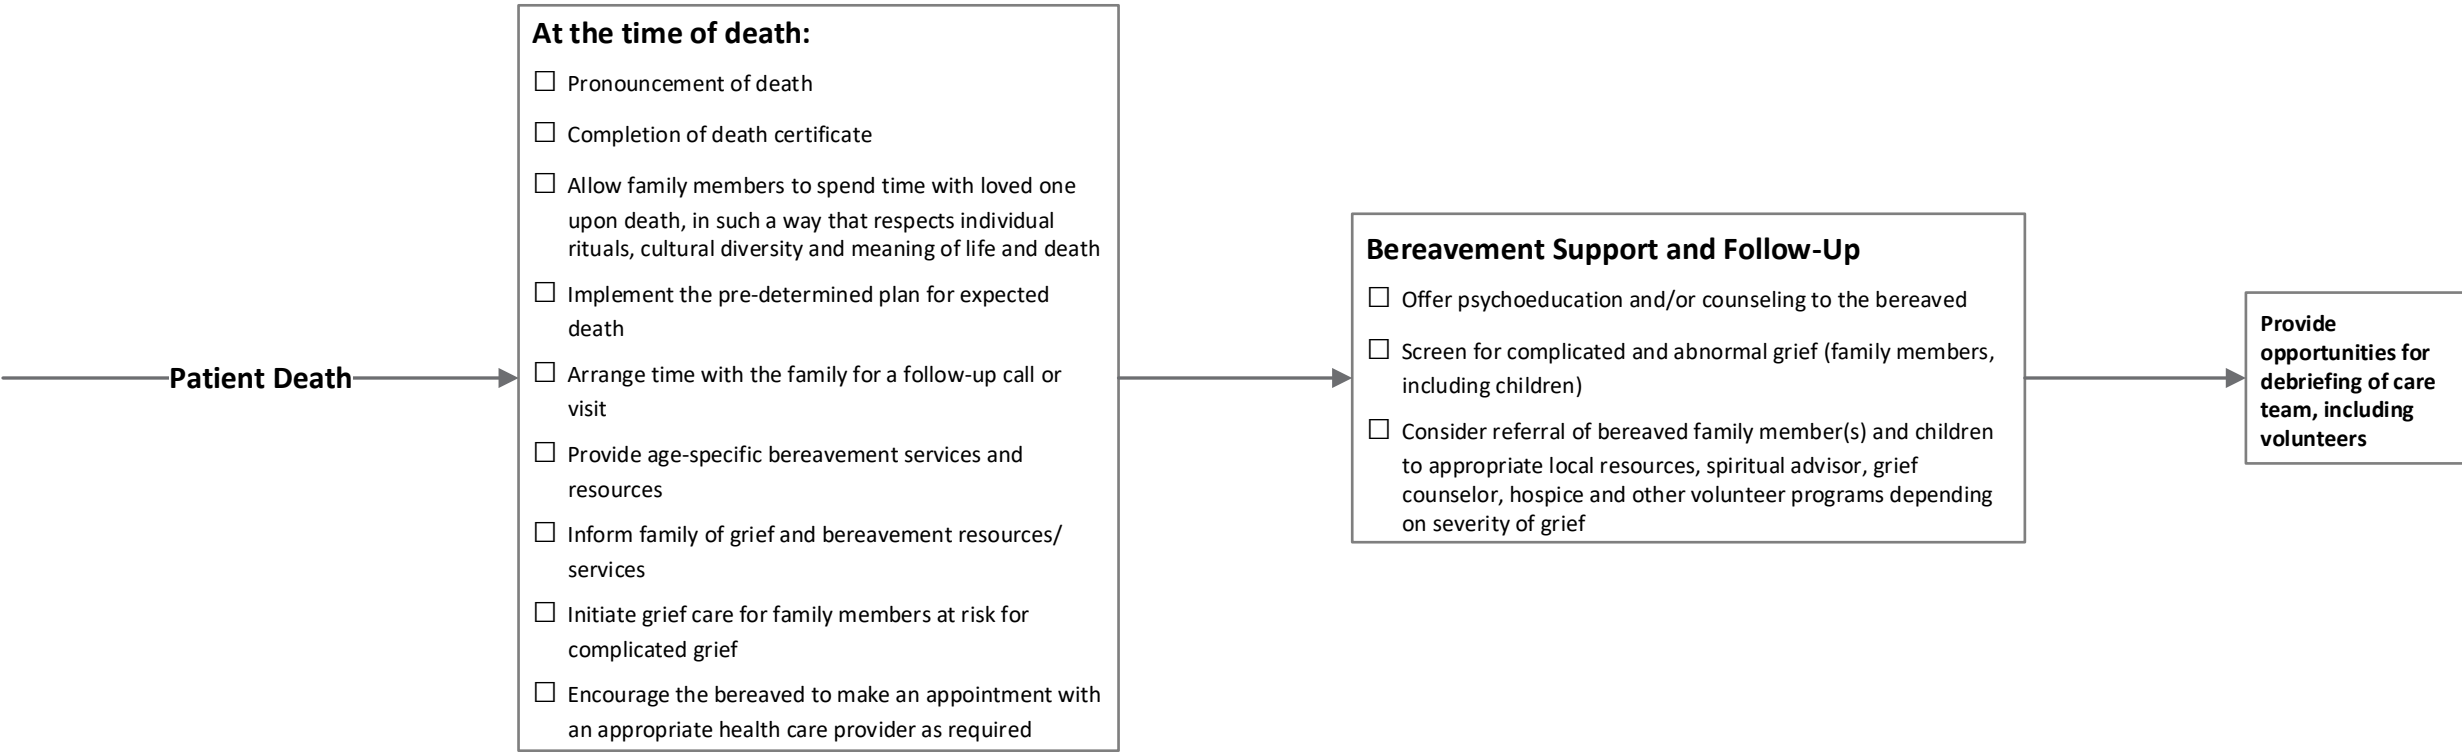 Patient Death
At the time of death:
☐ Pronouncement of death
☐ Completion of death certificate
☐ Allow family members to spend time with loved one
upon death, in such a way that respects individual
rituals, cultural diversity and meaning of life and death
☐ Implement the pre-determined plan for expected
death
☐ Arrange time with the family for a follow-up call or
visit
☐ Provide age-specific bereavement services and
resources
☐ Inform family of grief and bereavement resources/
services
☐ Initiate grief care for family members at risk for
complicated grief
☐ Encourage the bereaved to make an appointment with
an appropriate health care provider as required
Bereavement Support and Follow-Up
☐ Offer psychoeducation and/or counseling to the bereaved
☐ Screen for complicated and abnormal grief (family members,
including children)
☐ Consider referral of bereaved family member(s) and children
to appropriate local resources, spiritual advisor, grief
counselor, hospice and other volunteer programs depending
on severity of grief
Provide
opportunities for
debriefing of care
team, including
volunteers